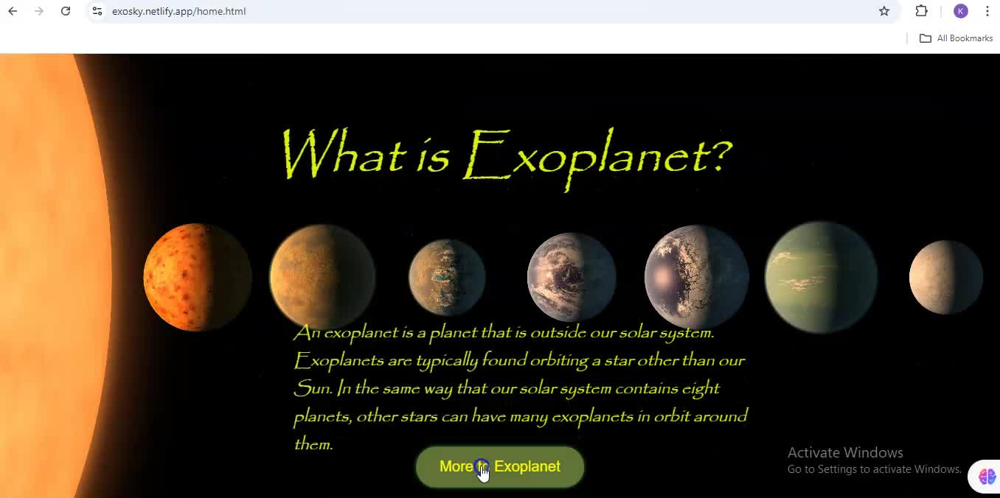 exosky.netlify.app/home.html
K
All Bookmarks
What is Exoplanet?
An exoplanet is a planet that is outside our solar system.
Exoplanets are typically found orbiting a star other than our
Sun. In the same way that our solar system contains eight
planets, other stars can have many exoplanets in orbit around
them.
More to Exoplanet
Activate Windows
Go to Settings to activate Windows.